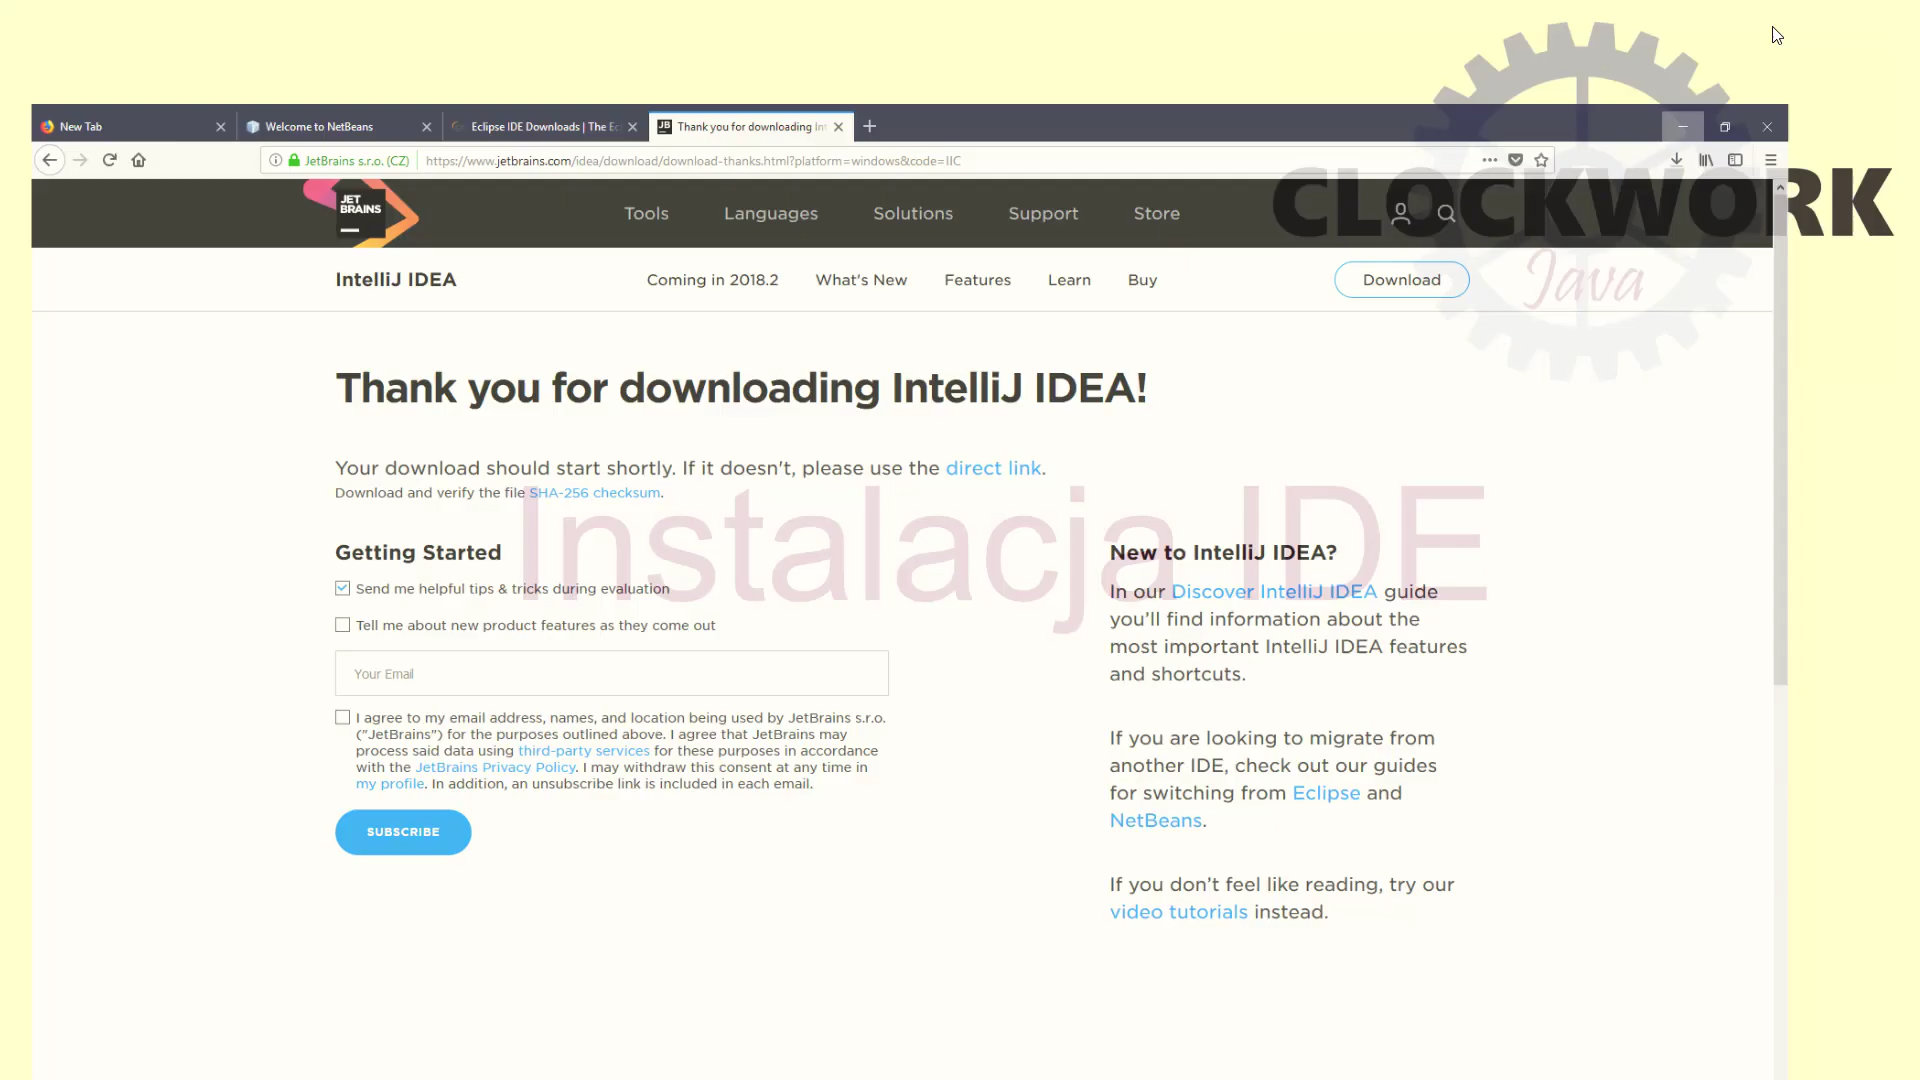 New Tab
Welcome to NetBeans
Eclipse IDE Downloads | The Ec
JB
Thank you for downloading Int
JetBrains s.r.o. (CZ)
https://www.jetbrains.com/idea/download/download-thanks.html?platform=windows&code=IIC
JET
BRAINS
Tools
Languages
Solutions
Support
Store
CLOCKWORK
Java
IntelliJ IDEA
Coming in 2018.2
What's New
Features
Learn
Buy
Download
Thank you for downloading IntelliJ IDEA!
Your download should start shortly. If it doesn't, please use the direct link.
Download and verify the file SHA-256 checksum.
Instalacja IDE
Getting Started
Send me helpful tips & tricks during evaluation
Tell me about new product features as they come out
Your Email
I agree to my email address, names, and location being used by JetBrains s.r.o.
("JetBrains") for the purposes outlined above. I agree that JetBrains may
process said data using third-party services for these purposes in accordance
with the JetBrains Privacy Policy. I may withdraw this consent at any time in
my profile. In addition, an unsubscribe link is included in each email.
SUBSCRIBE
New to IntelliJ IDEA?
In our Discover IntelliJ IDEA guide
you’ll find information about the
most important IntelliJ IDEA features
and shortcuts.
If you are looking to migrate from
another IDE, check out our guides
for switching from Eclipse and
NetBeans.
If you don’t feel like reading, try our
video tutorials instead.